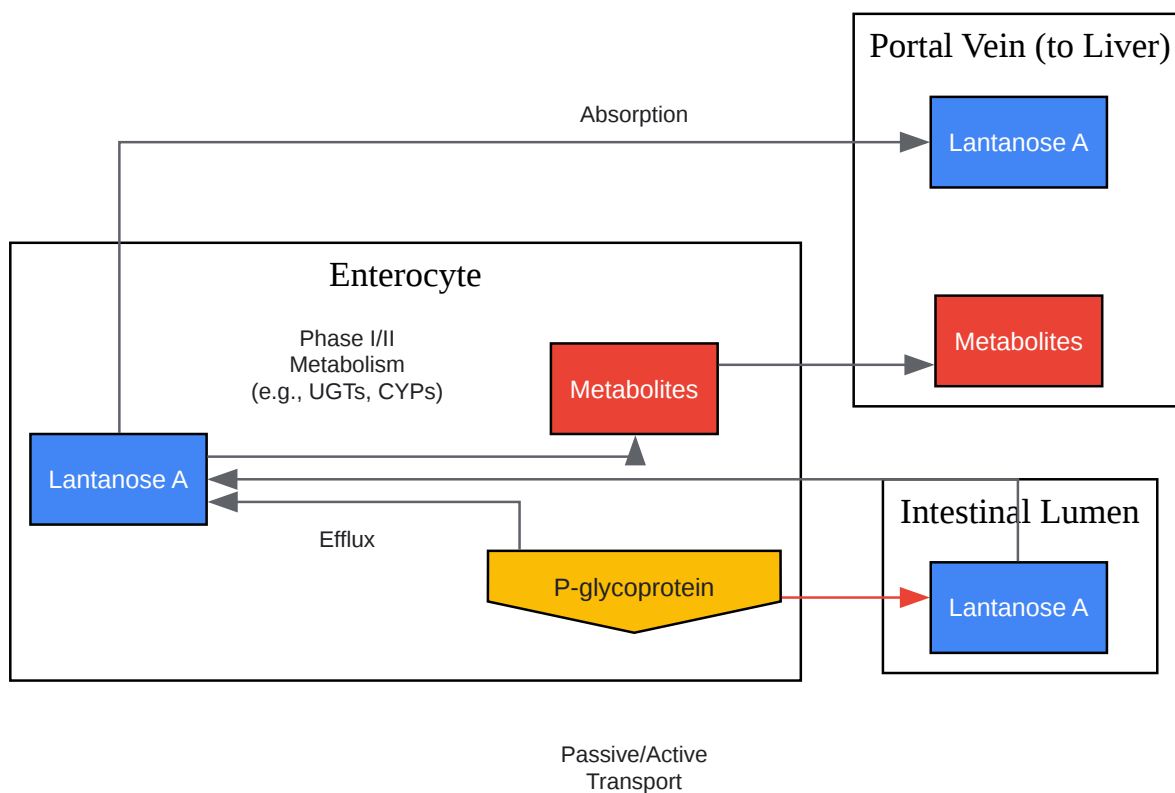 Portal Vein (to Liver)
Absorption
Lantanose A
Enterocyte
Phase I/II
Metabolism
(e.g., UGTs, CYPs)
Metabolites
Metabolites
Lantanose A
Intestinal Lumen
Efflux
P-glycoprotein
Lantanose A
Passive/Active
Transport